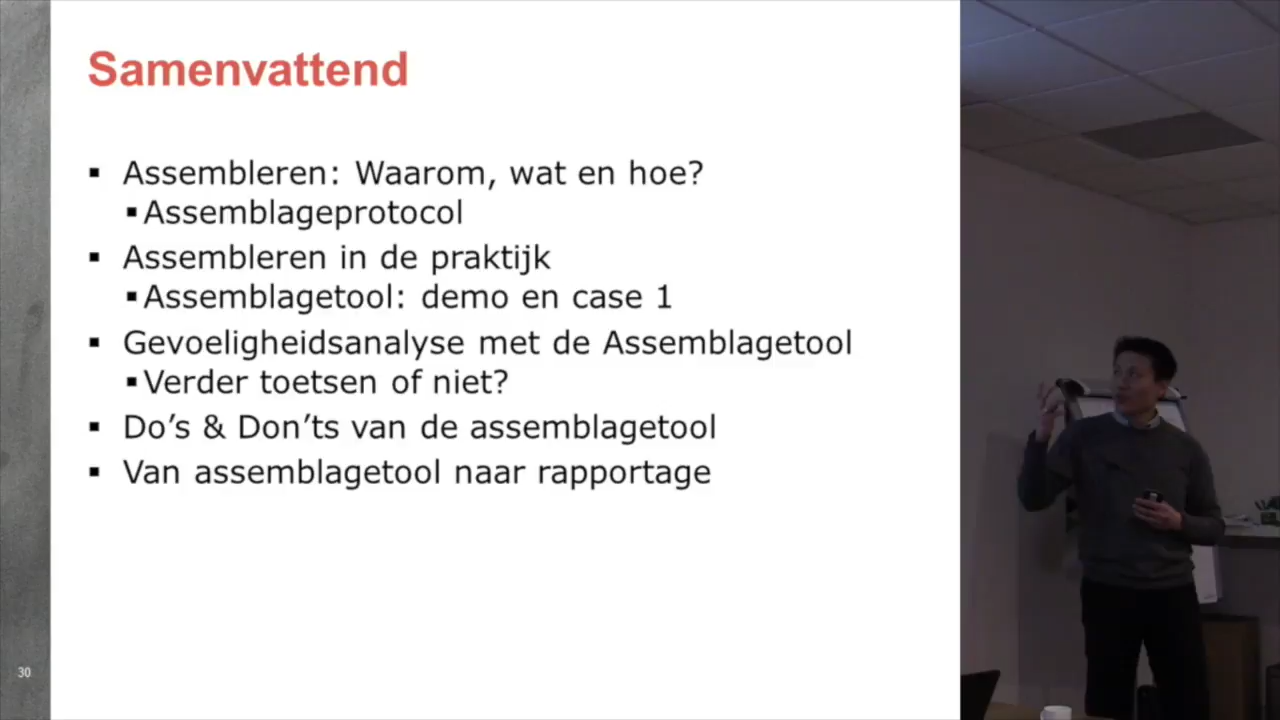 Samenvattend
▪ Assembleren: Waarom, wat en hoe?
▪ Assemblageprotocol
▪ Assembleren in de praktijk
▪ Assemblagetool: demo en case 1
▪ Gevoeligheidsanalyse met de Assemblagetool
▪ Verder toetsen of niet?
▪ Do’s & Don’ts van de assemblagetool
▪ Van assemblagetool naar rapportage
30